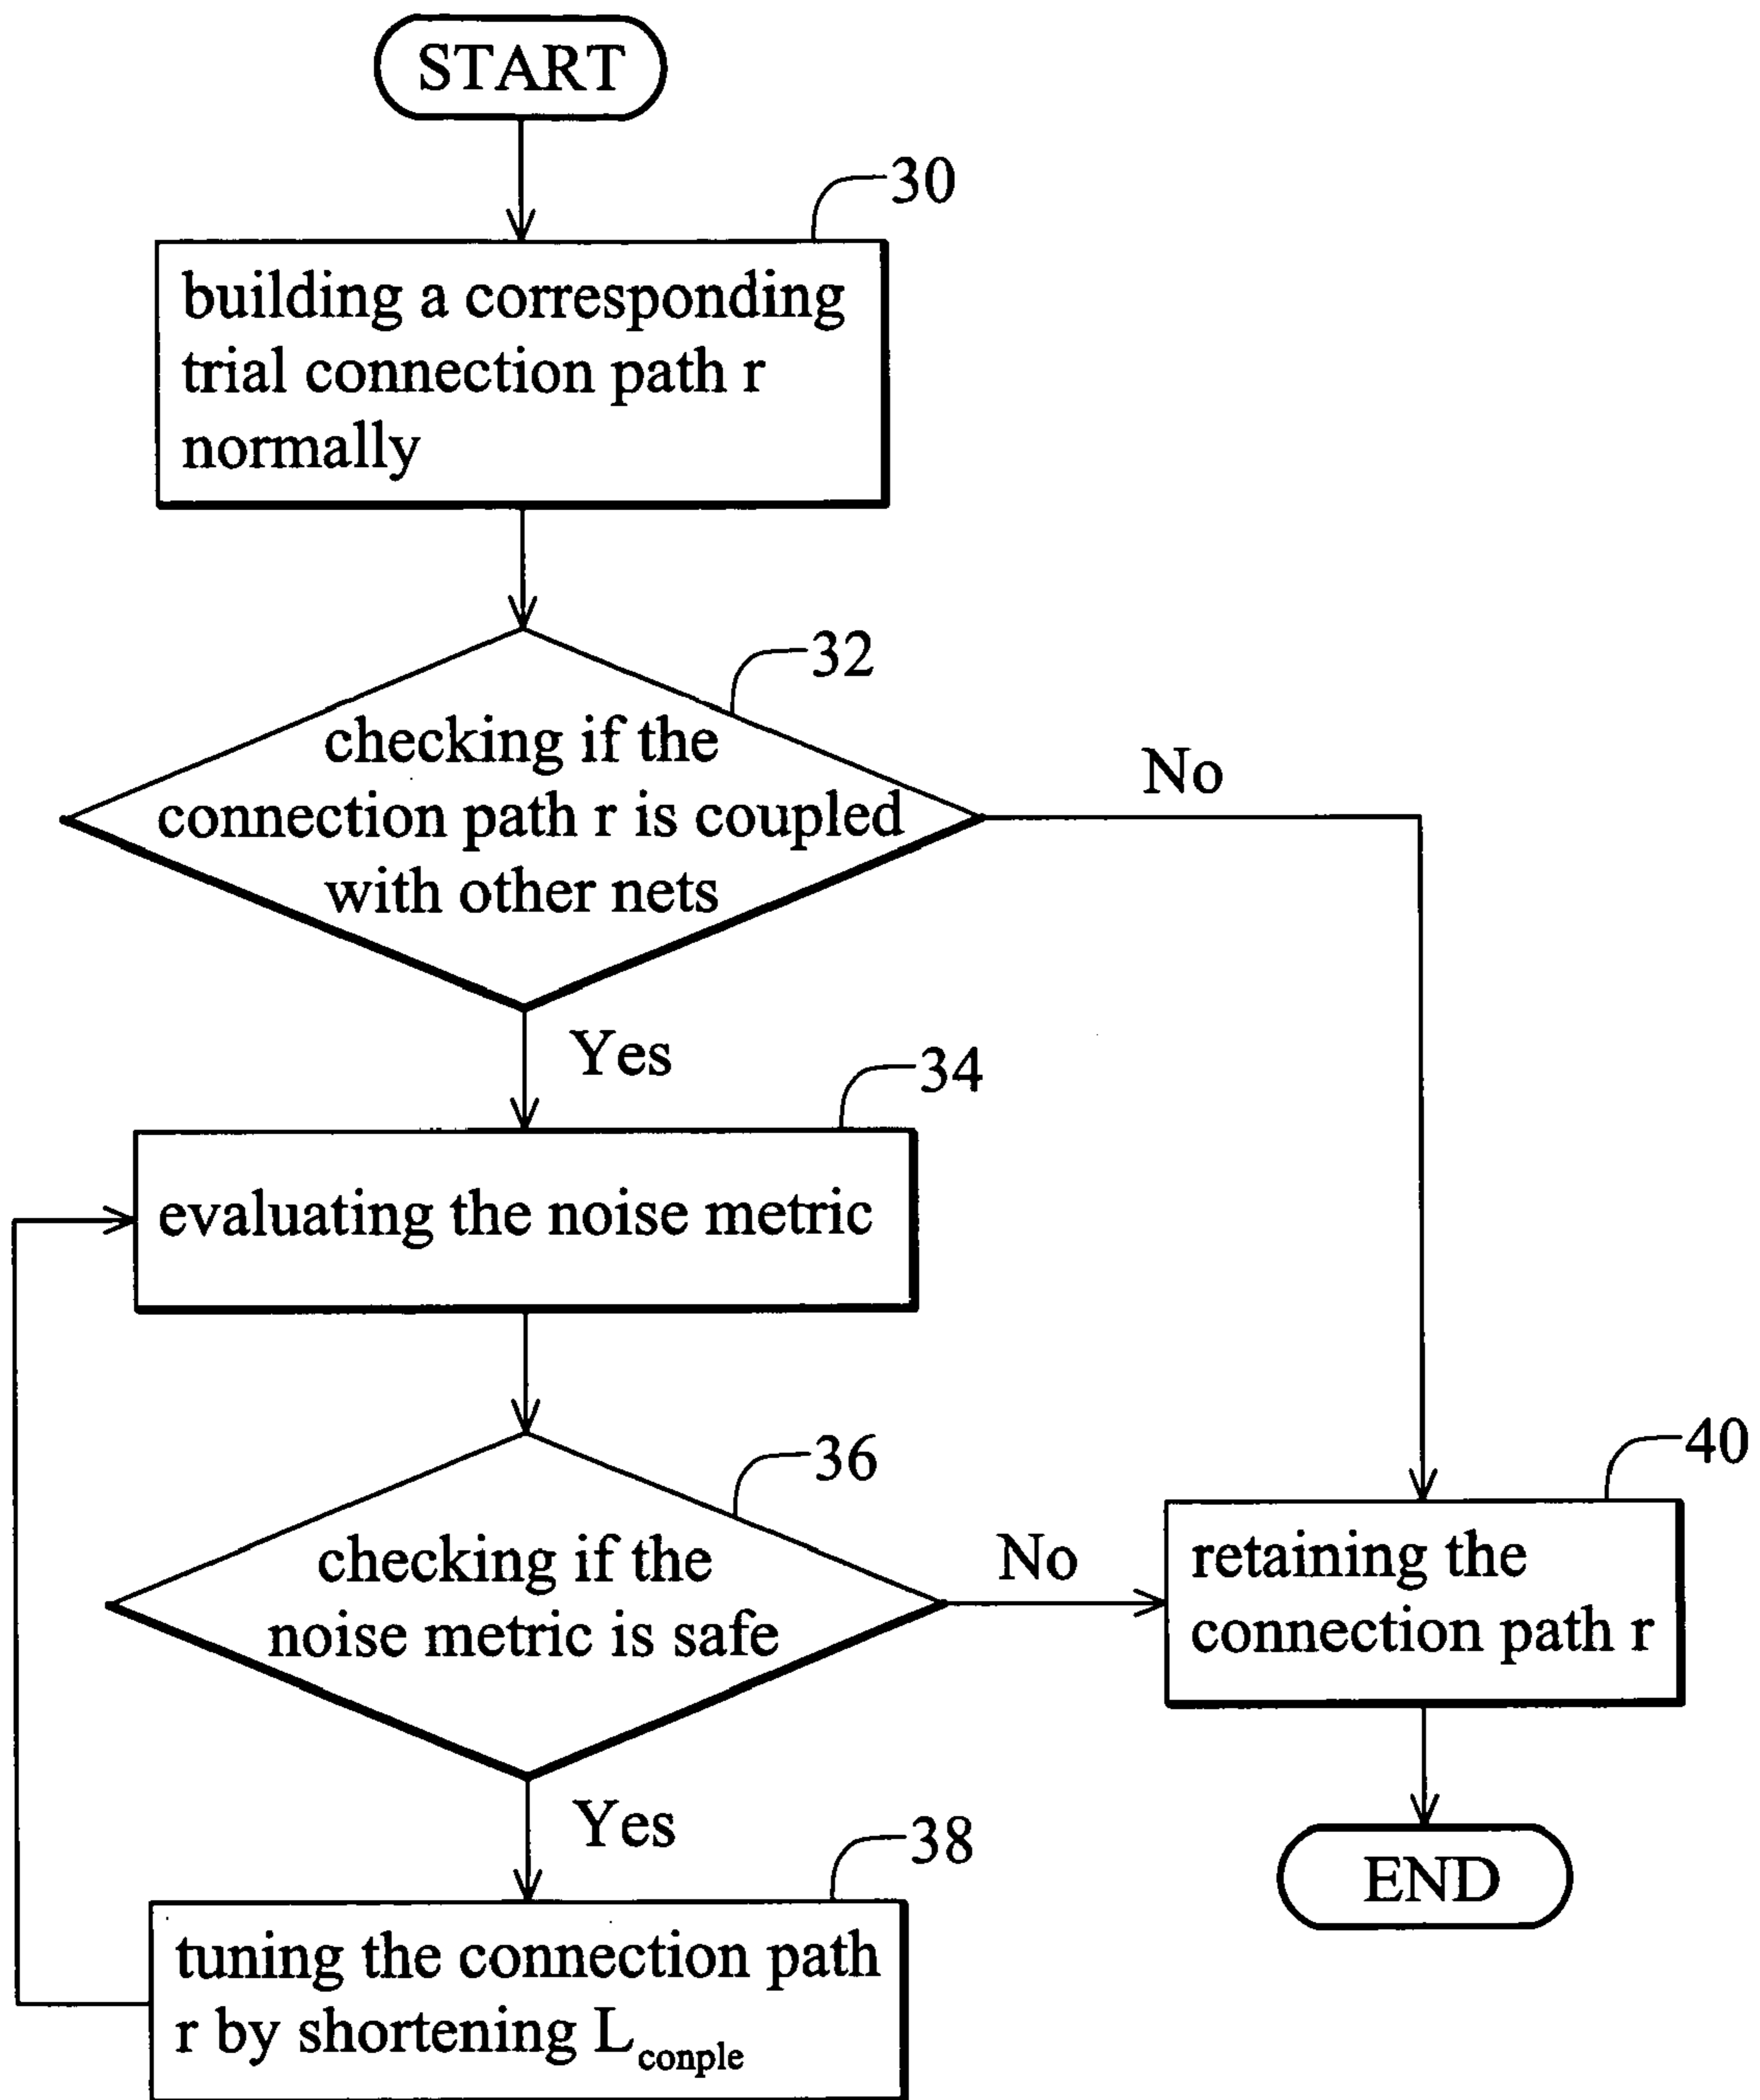 START
30
building a corresponding
trial connection path r
normally
32
checking if the
connection path r is coupled
with other nets
No
Yes
34
evaluating the noise metric
36
checking if the
noise metric is safe
No
40
retaining the
connection path r
Yes
38
tuning the connection path
r by shortening L_conple
END